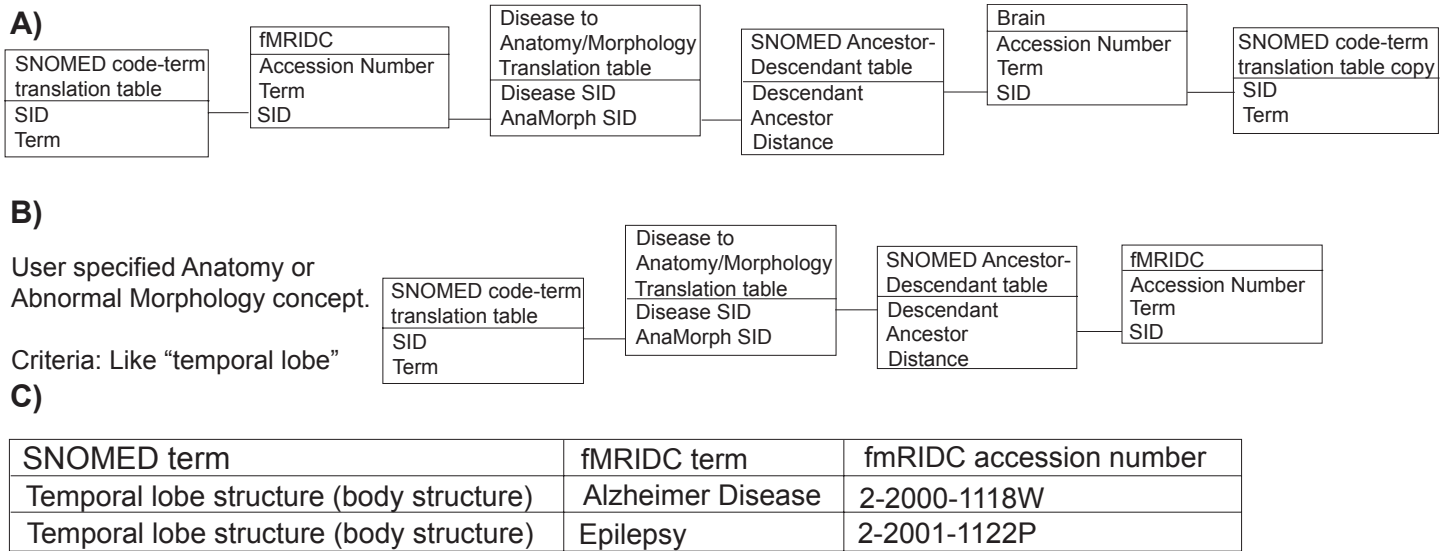 A)
SNOMED code-term
translation table
SID
Term
fMRIDC
Accession Number
Term
SID
Disease to
Anatomy/Morphology
Translation table
Disease SID
AnaMorph SID
SNOMED Ancestor-
Descendant table
Descendant
Ancestor
Distance
Brain
Accession Number
Term
SID
SNOMED code-term
translation table copy
SID
Term
B)
User specified Anatomy or
Abnormal Morphology concept.
Criteria: Like “temporal lobe”
SNOMED code-term
translation table
SID
Term
Disease to
Anatomy/Morphology
Translation table
Disease SID
AnaMorph SID
SNOMED Ancestor-
Descendant table
Descendant
Ancestor
Distance
fMRIDC
Accession Number
Term
SID
C)
SNOMED term fMRIDC term fmRIDC accession number
Temporal lobe structure (body structure) Alzheimer Disease 2-2000-1118W
Temporal lobe structure (body structure) Epilepsy 2-2001-1122P